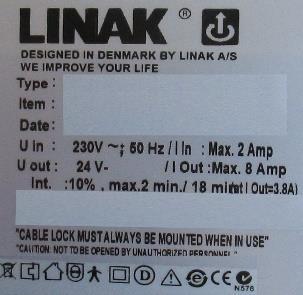 LINAK ®
DESIGNED IN DENMARK BY LINAK A/S
WE IMPROVE YOUR LIFE
Type :
Item :
Date:
U in : 230V ~; 50 Hz / I In : Max. 2 Amp
U out : 24 V- / I Out : Max. 8 Amp
Int. :10% , max.2 min./ 18 min(at I Out=3.8A)
"CABLE LOCK MUST ALWAYS BE MOUNTED WHEN IN USE"
"CAUTION: NOT TO BE OPENED BY UNAUTHORIZED PERSONNEL"
D CE N576